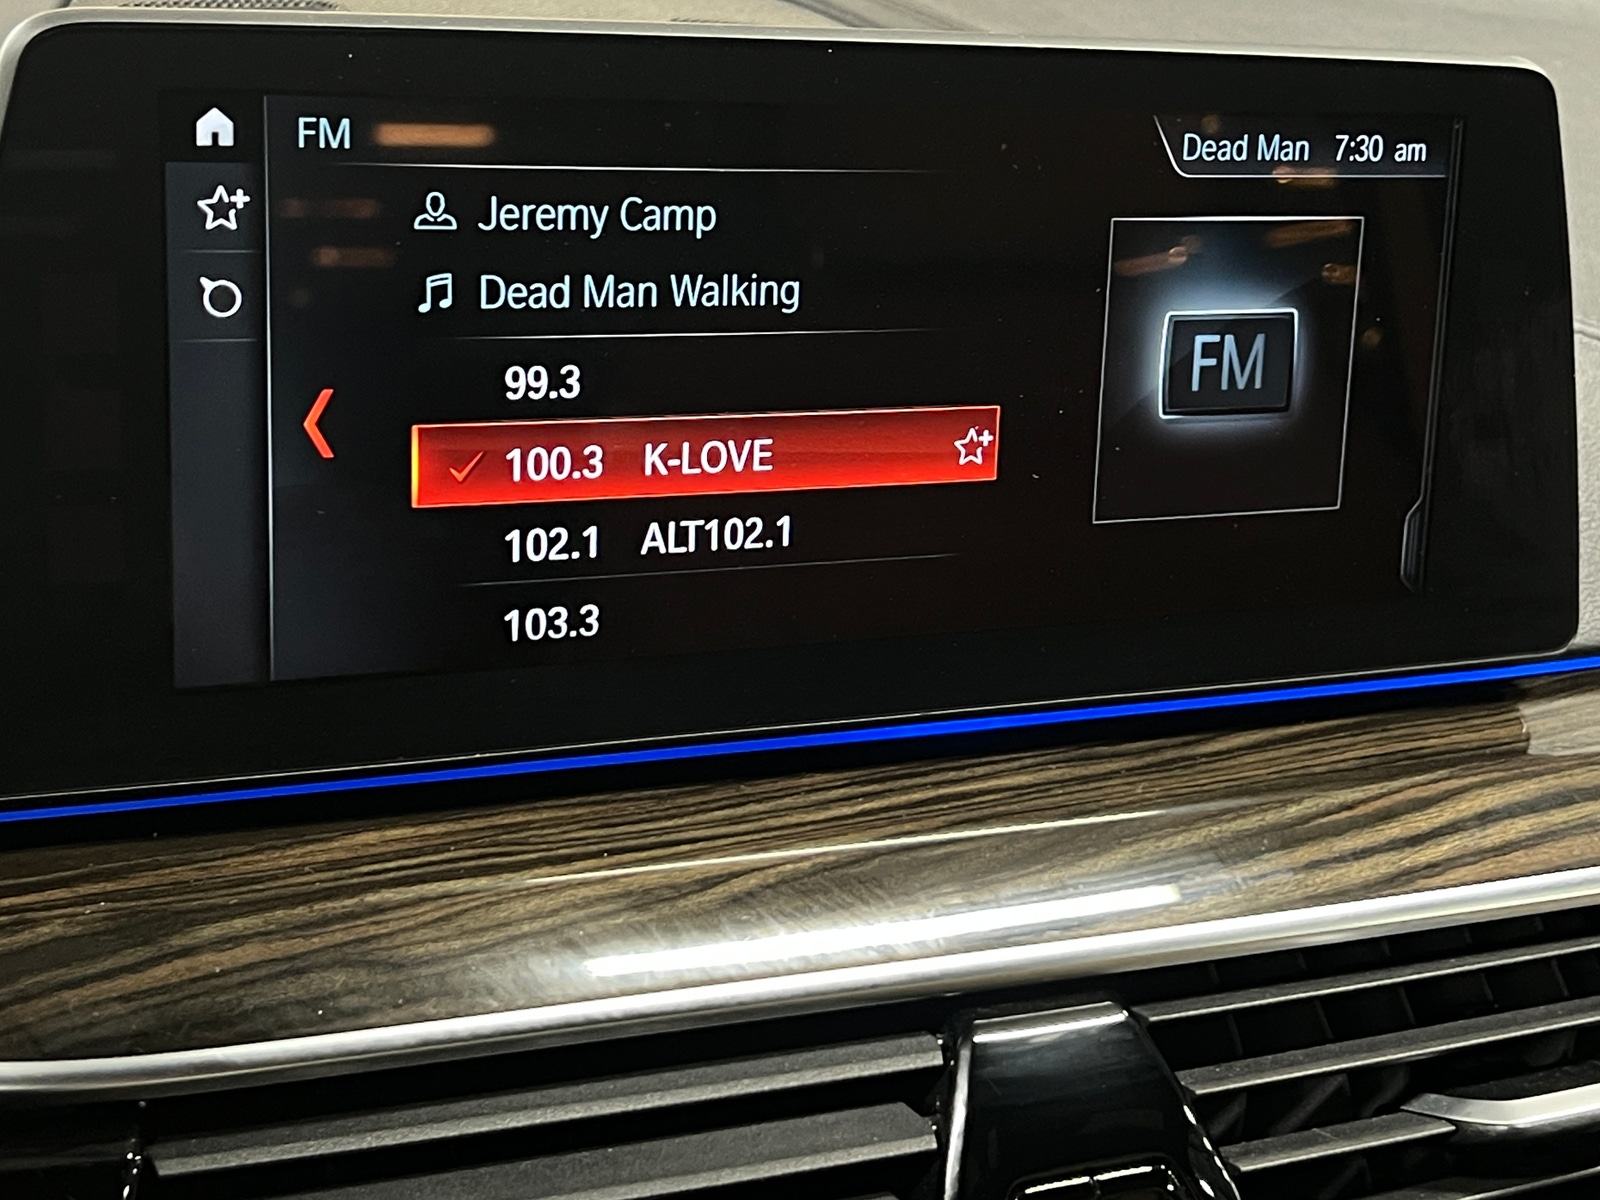 FM
Dead Man 7:30 am
Jeremy Camp
Dead Man Walking
99.3
100.3 K-LOVE
102.1 ALT102.1
103.3
FM